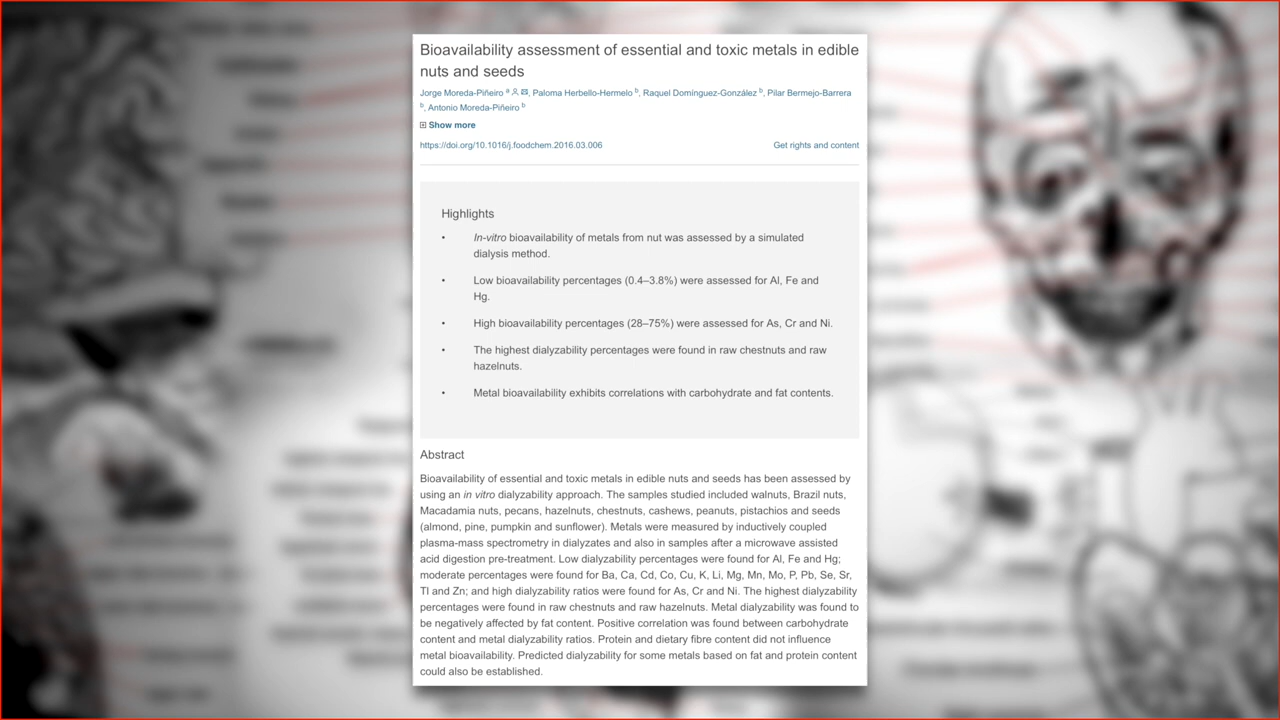 Bioavailability assessment of essential and toxic metals in edible
nuts and seeds
Jorge Moreda-Piñeiro ª, Paloma Herbello-Hermelo ᵇ, Raquel Domínguez-González ᵇ, Pilar Bermejo-Barrera
ᵇ, Antonio Moreda-Piñeiro ᵇ
Show more
https://doi.org/10.1016/j.foodchem.2016.03.006 Get rights and content
Highlights
• In-vitro bioavailability of metals from nut was assessed by a simulated
dialysis method.
• Low bioavailability percentages (0.4–3.8%) were assessed for Al, Fe and
Hg.
• High bioavailability percentages (28–75%) were assessed for As, Cr and Ni.
• The highest dialyzability percentages were found in raw chestnuts and raw
hazelnuts.
• Metal bioavailability exhibits correlations with carbohydrate and fat contents.
Abstract
Bioavailability of essential and toxic metals in edible nuts and seeds has been assessed by
using an in vitro dialyzability approach. The samples studied included walnuts, Brazil nuts,
Macadamia nuts, pecans, hazelnuts, chestnuts, cashews, peanuts, pistachios and seeds
(almond, pine, pumpkin and sunflower). Metals were measured by inductively coupled
plasma-mass spectrometry in dialyzates and also in samples after a microwave assisted
acid digestion pre-treatment. Low dialyzability percentages were found for Al, Fe and Hg;
moderate percentages were found for Ba, Ca, Cd, Co, Cu, K, Li, Mg, Mn, Mo, P, Pb, Se, Sr,
Tl and Zn; and high dialyzability ratios were found for As, Cr and Ni. The highest dialyzability
percentages were found in raw chestnuts and raw hazelnuts. Metal dialyzability was found to
be negatively affected by fat content. Positive correlation was found between carbohydrate
content and metal dialyzability ratios. Protein and dietary fibre content did not influence
metal bioavailability. Predicted dialyzability for some metals based on fat and protein content
could also be established.